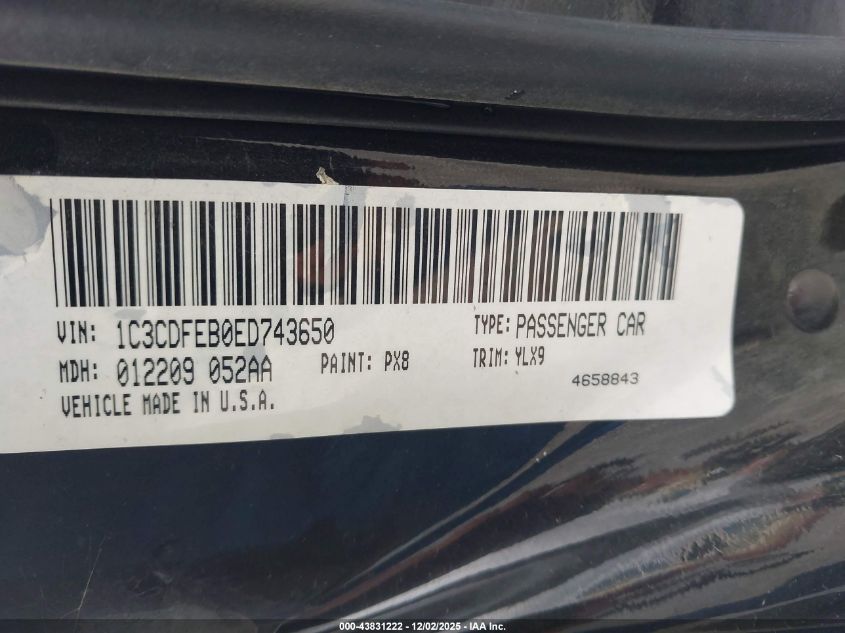 VIN: 1C3CDFEB0ED743650 TYPE: PASSENGER CAR
MDH: 012209 052AA PAINT: PX8 TRIM: YLX9
4658843
VEHICLE MADE IN U.S.A.
000-43831222 - 12/02/2025 - IAA Inc.